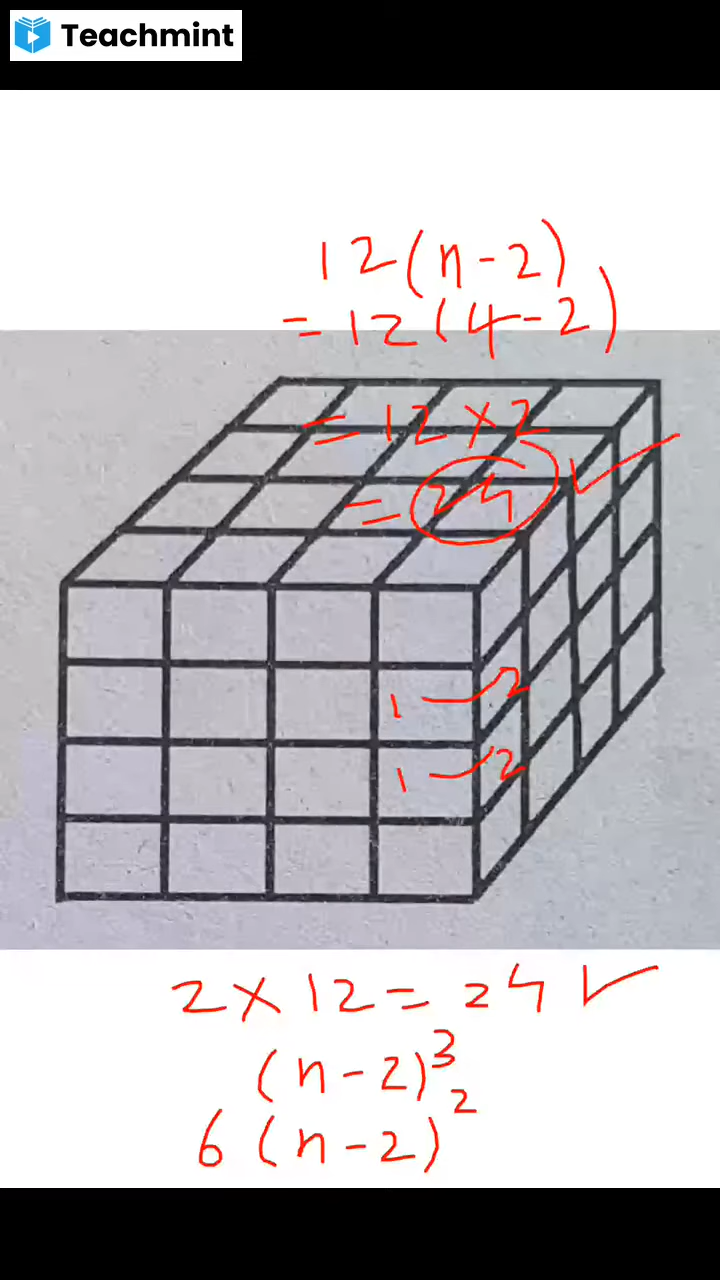 Teachmint
12(n-2)
= 12(4-2)
= 12 × 2
= 24
1 2
1 2
2 × 12 = 24
(n-2)³
6(n-2)²